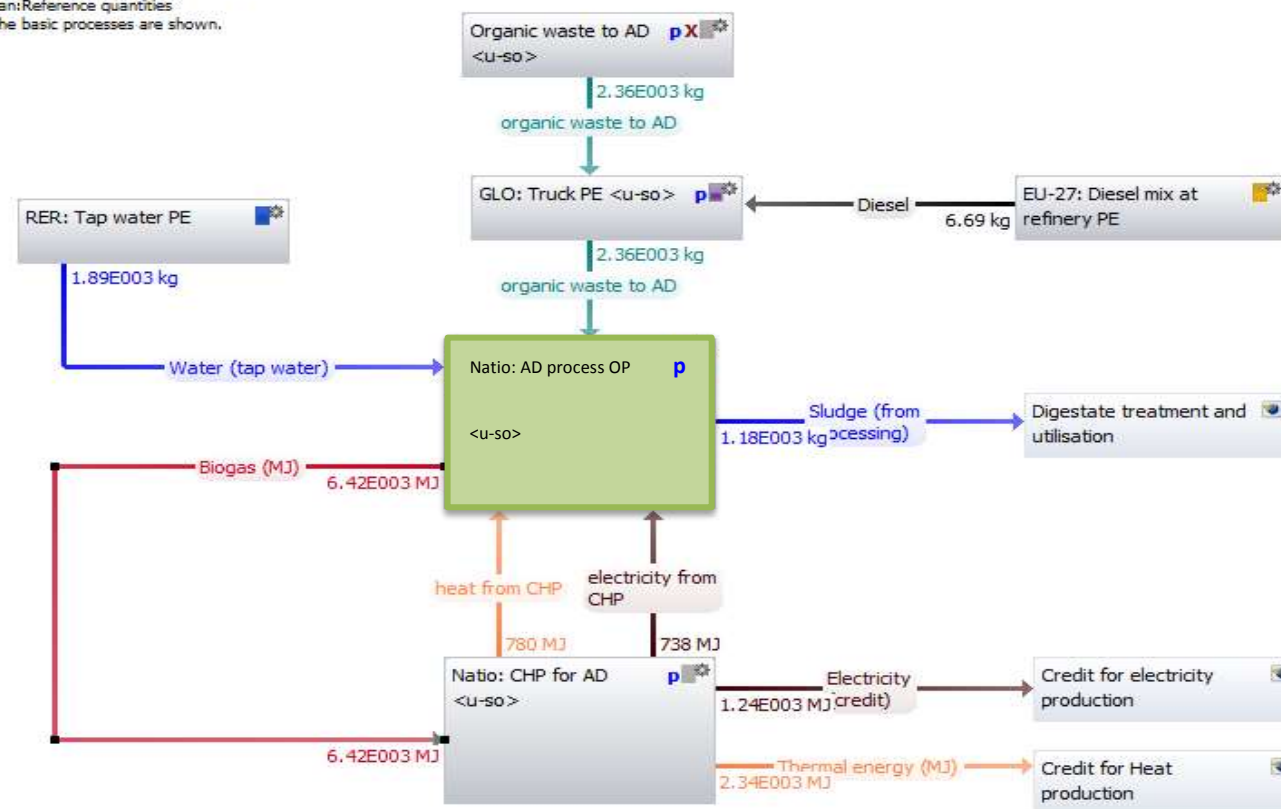 an:Reference quantities
he basic processes are shown.
Organic waste to AD p X
<u-so>
2.36E003 kg
organic waste to AD
GLO: Truck PE <u-so> p
Diesel
6.69 kg
EU-27: Diesel mix at
refinery PE
RER: Tap water PE
1.89E003 kg
2.36E003 kg
organic waste to AD
Water (tap water)
Natio: AD process OP p
<u-so>
Sludge (from
1.18E003 kg ocessing)
Digestate treatment and
utilisation
Biogas (MJ)
6.42E003 MJ
heat from CHP
electricity from
CHP
780 MJ
738 MJ
Natio: CHP for AD p
<u-so>
Electricity
1.24E003 MJ credit)
Credit for electricity
production
6.42E003 MJ
Thermal energy (MJ)
2.34E003 MJ
Credit for Heat
production